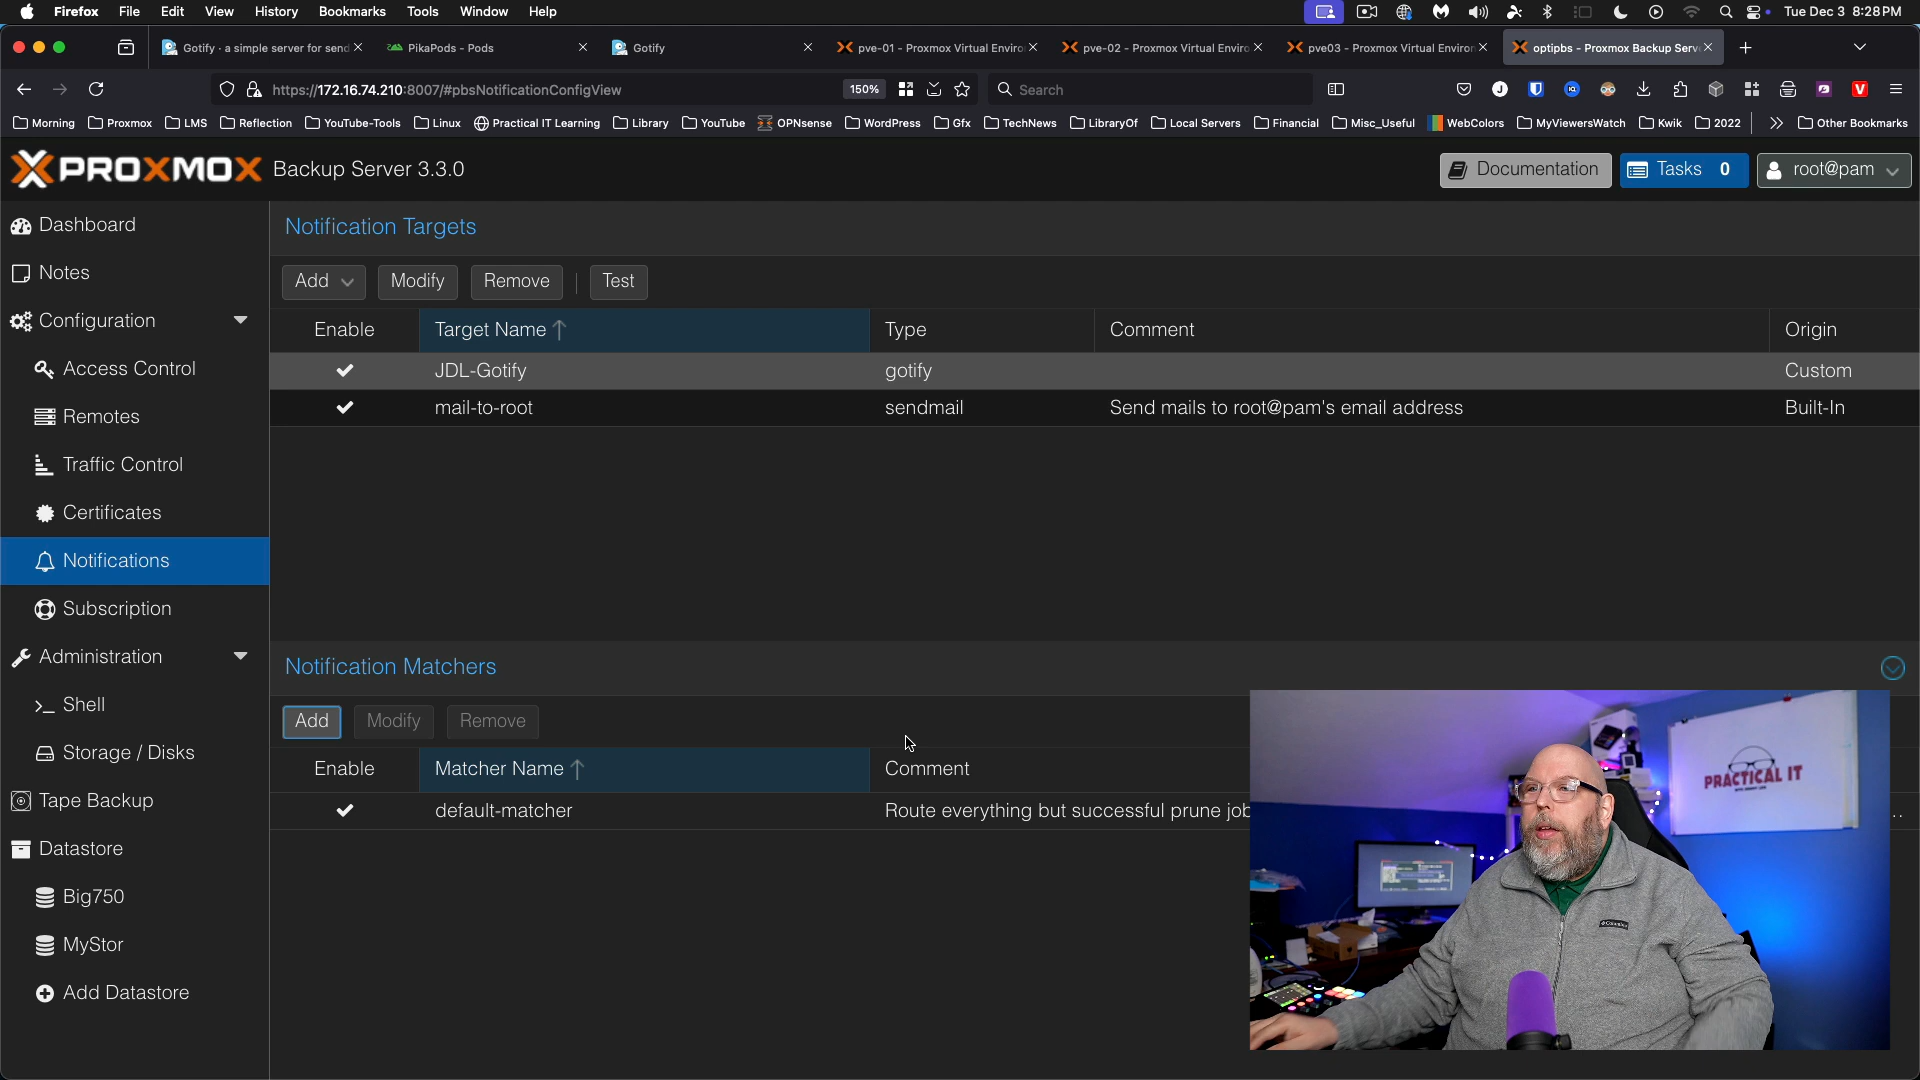 Firefox File Edit View History Bookmarks Tools Window Help Tue Dec 3 8:28 PM
Gotify · a simple server for send PikaPods - Pods Gotify pve-01 - Proxmox Virtual Enviro pve-02 - Proxmox Virtual Enviro pve03 - Proxmox Virtual Environ optipbs - Proxmox Backup Serv
https://172.16.74.210:8007/#pbsNotificationConfigView 150% Search
Morning Proxmox LMS Reflection YouTube-Tools Linux Practical IT Learning Library YouTube OPNsense WordPress Gfx TechNews LibraryOf Local Servers Financial Misc_Useful WebColors MyViewersWatch Kwik 2022 Other Bookmarks
PROXMOX Backup Server 3.3.0 Documentation Tasks 0 root@pam
Dashboard
Notes
Configuration
Access Control
Remotes
Traffic Control
Certificates
Notifications
Subscription
Administration
Shell
Storage / Disks
Tape Backup
Datastore
Big750
MyStor
Add Datastore
Notification Targets
Add Modify Remove Test
Enable Target Name Type Comment Origin
JDL-Gotify gotify Custom
mail-to-root sendmail Send mails to root@pam's email address Built-In
Notification Matchers
Add Modify Remove
Enable Matcher Name Comment
default-matcher Route everything but successful prune job
PRACTICAL IT
Columbia